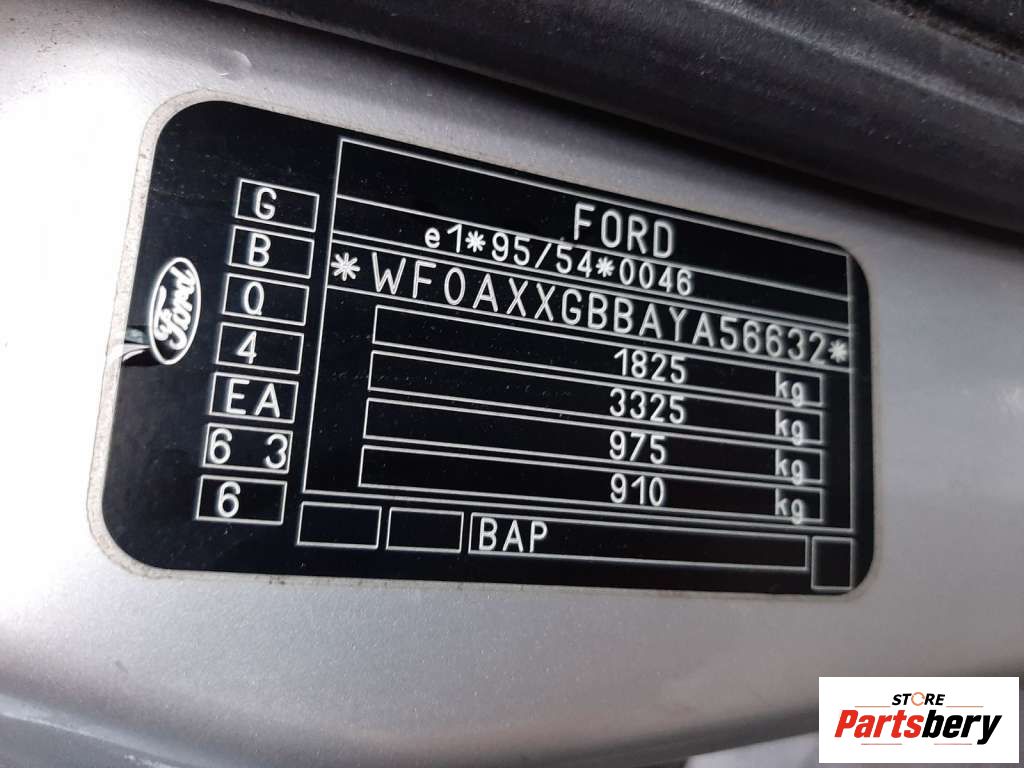 FORD
e1*95/54*0046
*WF0AXXGBBAYA56632*
1825 kg
3325 kg
975 kg
910 kg
BAP
G
B
Q
4
EA
6 3
6
Ford
STORE
Partsbery